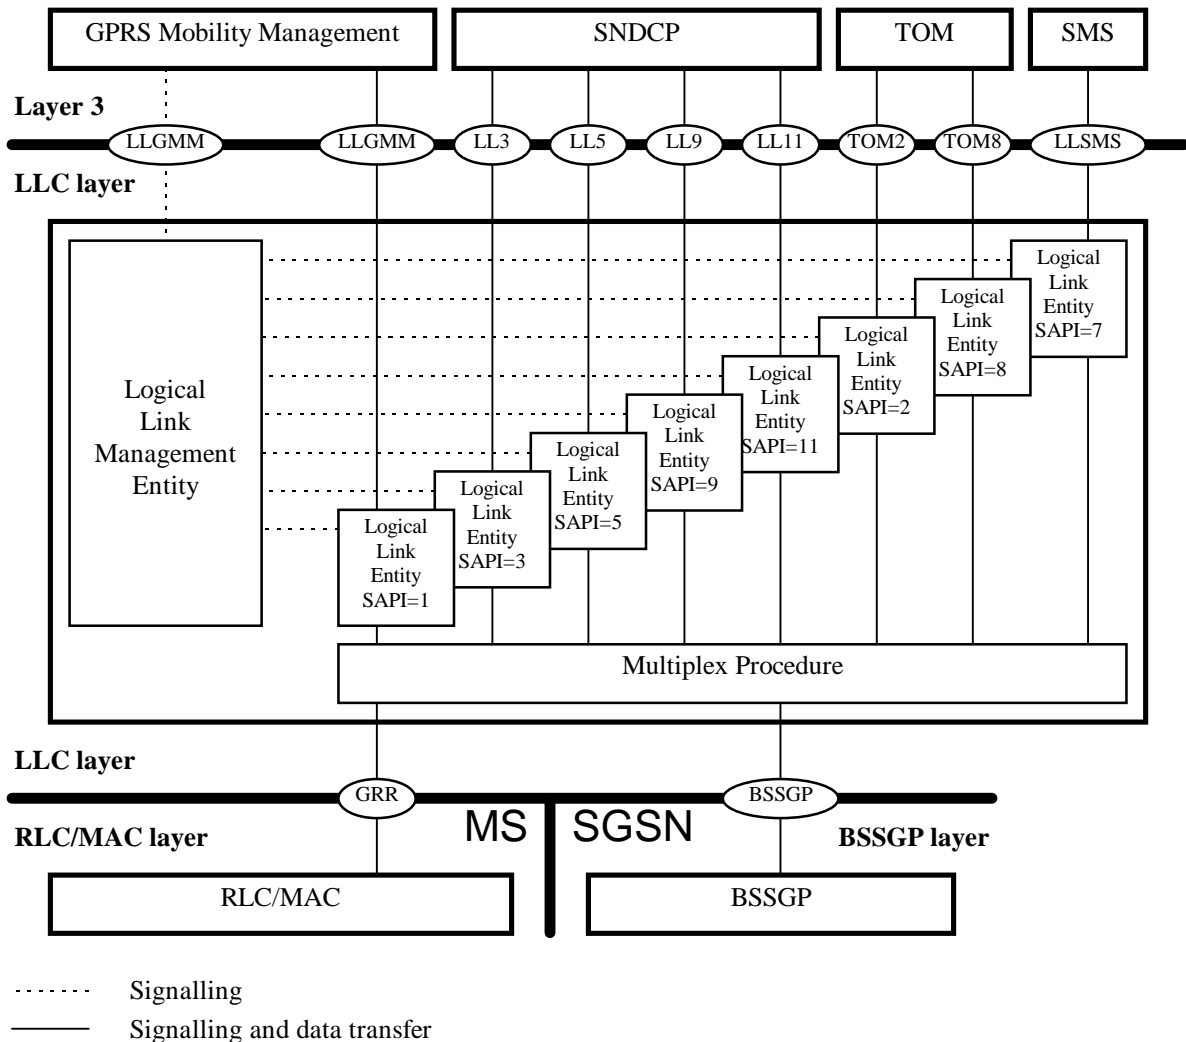 GPRS Mobility Management
SNDCP
TOM
SMS
Layer 3
LLGMM
LLGMM
LL3
LL5
LL9
LL11
TOM2
TOM8
LLSMS
LLC layer
Logical
Link
Management
Entity
Logical
Link
Entity
SAPI=1
Logical
Link
Entity
SAPI=3
Logical
Link
Entity
SAPI=5
Logical
Link
Entity
SAPI=9
Logical
Link
Entity
SAPI=11
Logical
Link
Entity
SAPI=2
Logical
Link
Entity
SAPI=8
Logical
Link
Entity
SAPI=7
Multiplex Procedure
LLC layer
GRR
BSSGP
RLC/MAC layer
MS
SGSN
BSSGP layer
RLC/MAC
BSSGP
Signalling
Signalling and data transfer